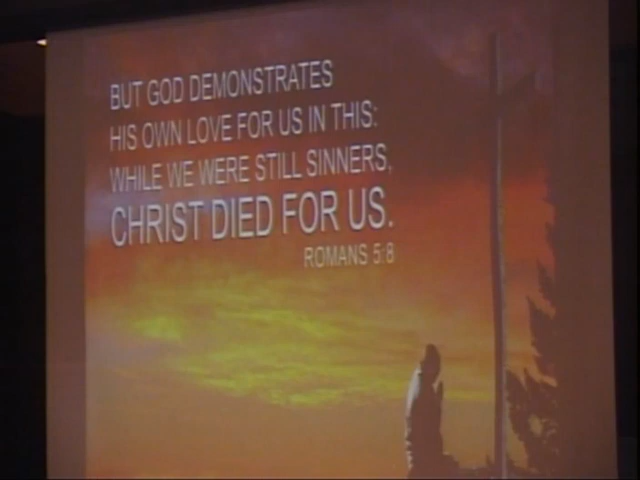 BUT GOD DEMONSTRATES
HIS OWN LOVE FOR US IN THIS:
WHILE WE WERE STILL SINNERS,
CHRIST DIED FOR US.
ROMANS 5:8